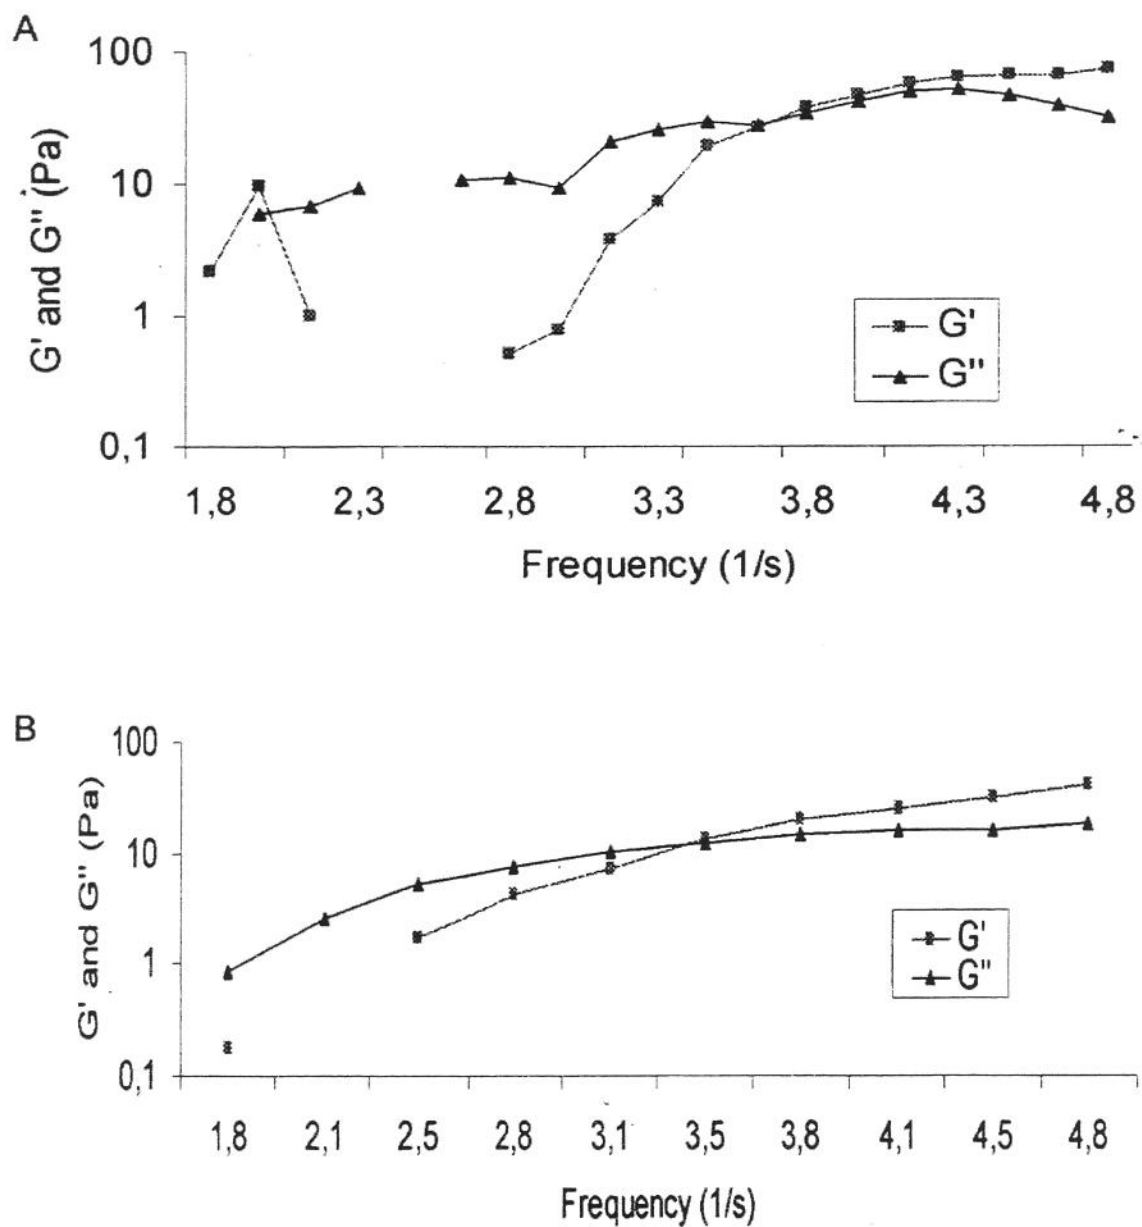 A
100
10
1
0,1
G' and G'' (Pa)
G'
G''
1,8 2,3 2,8 3,3 3,8 4,3 4,8
Frequency (1/s)
B
100
10
1
0,1
G' and G'' (Pa)
G'
G''
1,8 2,1 2,5 2,8 3,1 3,5 3,8 4,1 4,5 4,8
Frequency (1/s)